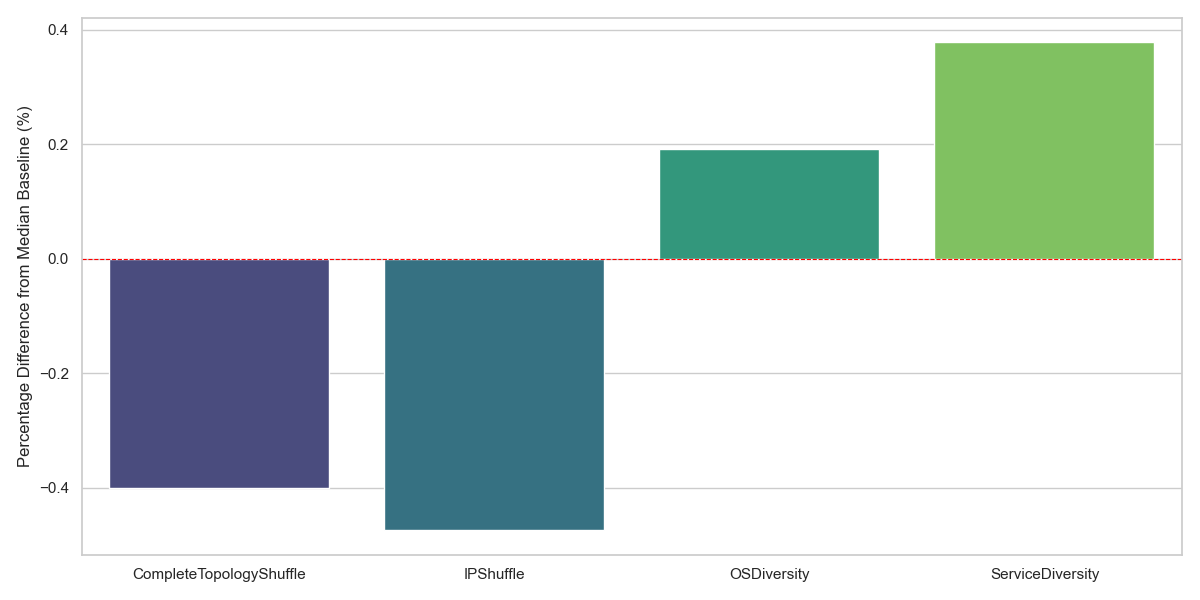 Percentage Difference from Median Baseline (%)
0.4
0.2
0.0
−0.2
−0.4
CompleteTopologyShuffle
IPShuffle
OSDiversity
ServiceDiversity